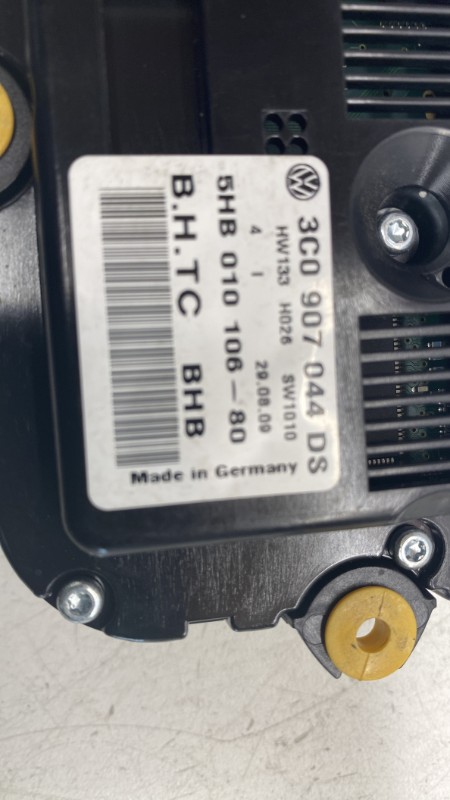 3C0 907 044 DS
HW133 H026 SW1010
4 1 29.08.09
5HB 010 106-80
B.H.TC BHB
Made in Germany